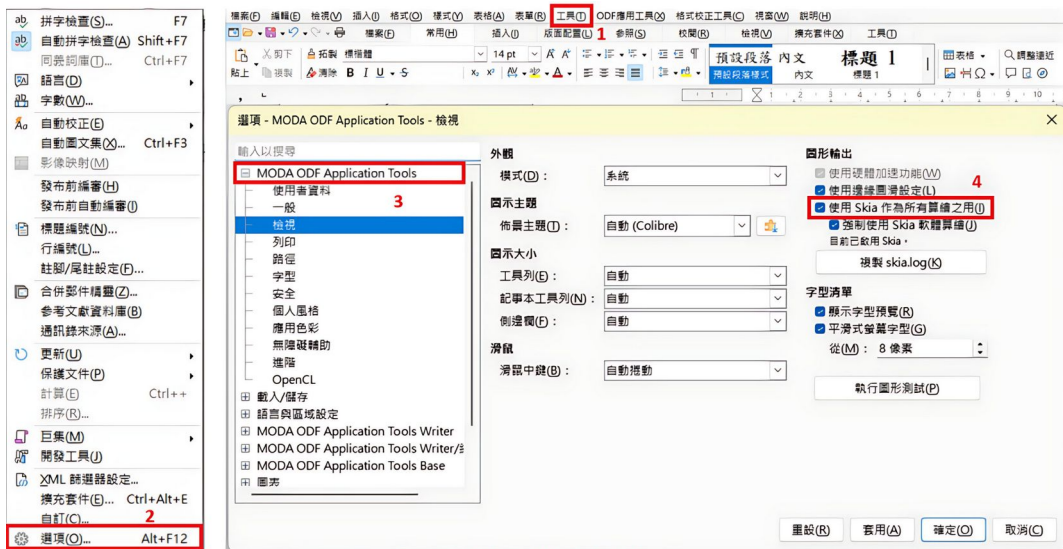 拼字檢查(S)... F7
自動拼字檢查(A) Shift+F7
同義詞庫(T)... Ctrl+F7
語言(D)
字數(W)...
自動校正(E)
自動圖文集(X)... Ctrl+F3
影像映射(M)
發布前編審(H)
發布前自動編審(I)
標題編號(N)...
行編號(L)...
註腳/尾註設定(F)...
合併郵件精靈(Z)...
參考文獻資料庫(B)
通訊錄來源(A)...
更新(U)
保護文件(P)
計算(E) Ctrl++
排序(R)...
巨集(M)
開發工具(J)
XML 篩選器設定...
擴充套件(E)... Ctrl+Alt+E
自訂(C)...
2
選項(O)... Alt+F12
檔案(F) 編輯(E) 檢視(V) 插入(I) 格式(O) 樣式(Y) 表格(A) 表單(R) 工具(T) ODF應用工具(X) 格式校正工具(C) 視窗(W) 說明(H)
1
檔案(F) 常用(H) 插入(I) 版面配置(L) 參照(S) 校閱(R) 檢視(V) 擴充套件(X) 工具(T)
貼上 剪下 拓製 標楷體 14 pt 預設段落 內文 標題 1 表格 調整遠近
複製 清除 B I U S 預設段落樣式 內文 標題 1
1 1 2 3 4 5 6 7 8 9 10
選項 - MODA ODF Application Tools - 檢視
輸入以搜尋
MODA ODF Application Tools
3
使用者資料
一般
檢視
列印
路徑
字型
安全
個人風格
應用色彩
無障礙輔助
進階
OpenCL
載入/儲存
語言與區域設定
MODA ODF Application Tools Writer
MODA ODF Application Tools Writer/
MODA ODF Application Tools Base
圖表
外觀
模式(D)： 系統
圖示主題
佈景主題(T)： 自動 (Colibre)
圖示大小
工具列(E)： 自動
記事本工具列(N)： 自動
側邊欄(F)： 自動
滑鼠
滑鼠中鍵(B)： 自動捲動
圖形輸出
使用硬體加速功能(W)
使用邊緣圓滑設定(L)
4
使用 Skia 作為所有算繪之用(I)
強制使用 Skia 軟體算繪(J)
目前已啟用 Skia。
複製 skia.log(K)
字型清單
顯示字型預覽(R)
平滑式螢幕字型(G)
從(M)： 8 像素
執行圖形測試(P)
重設(R) 套用(A) 確定(O) 取消(C)